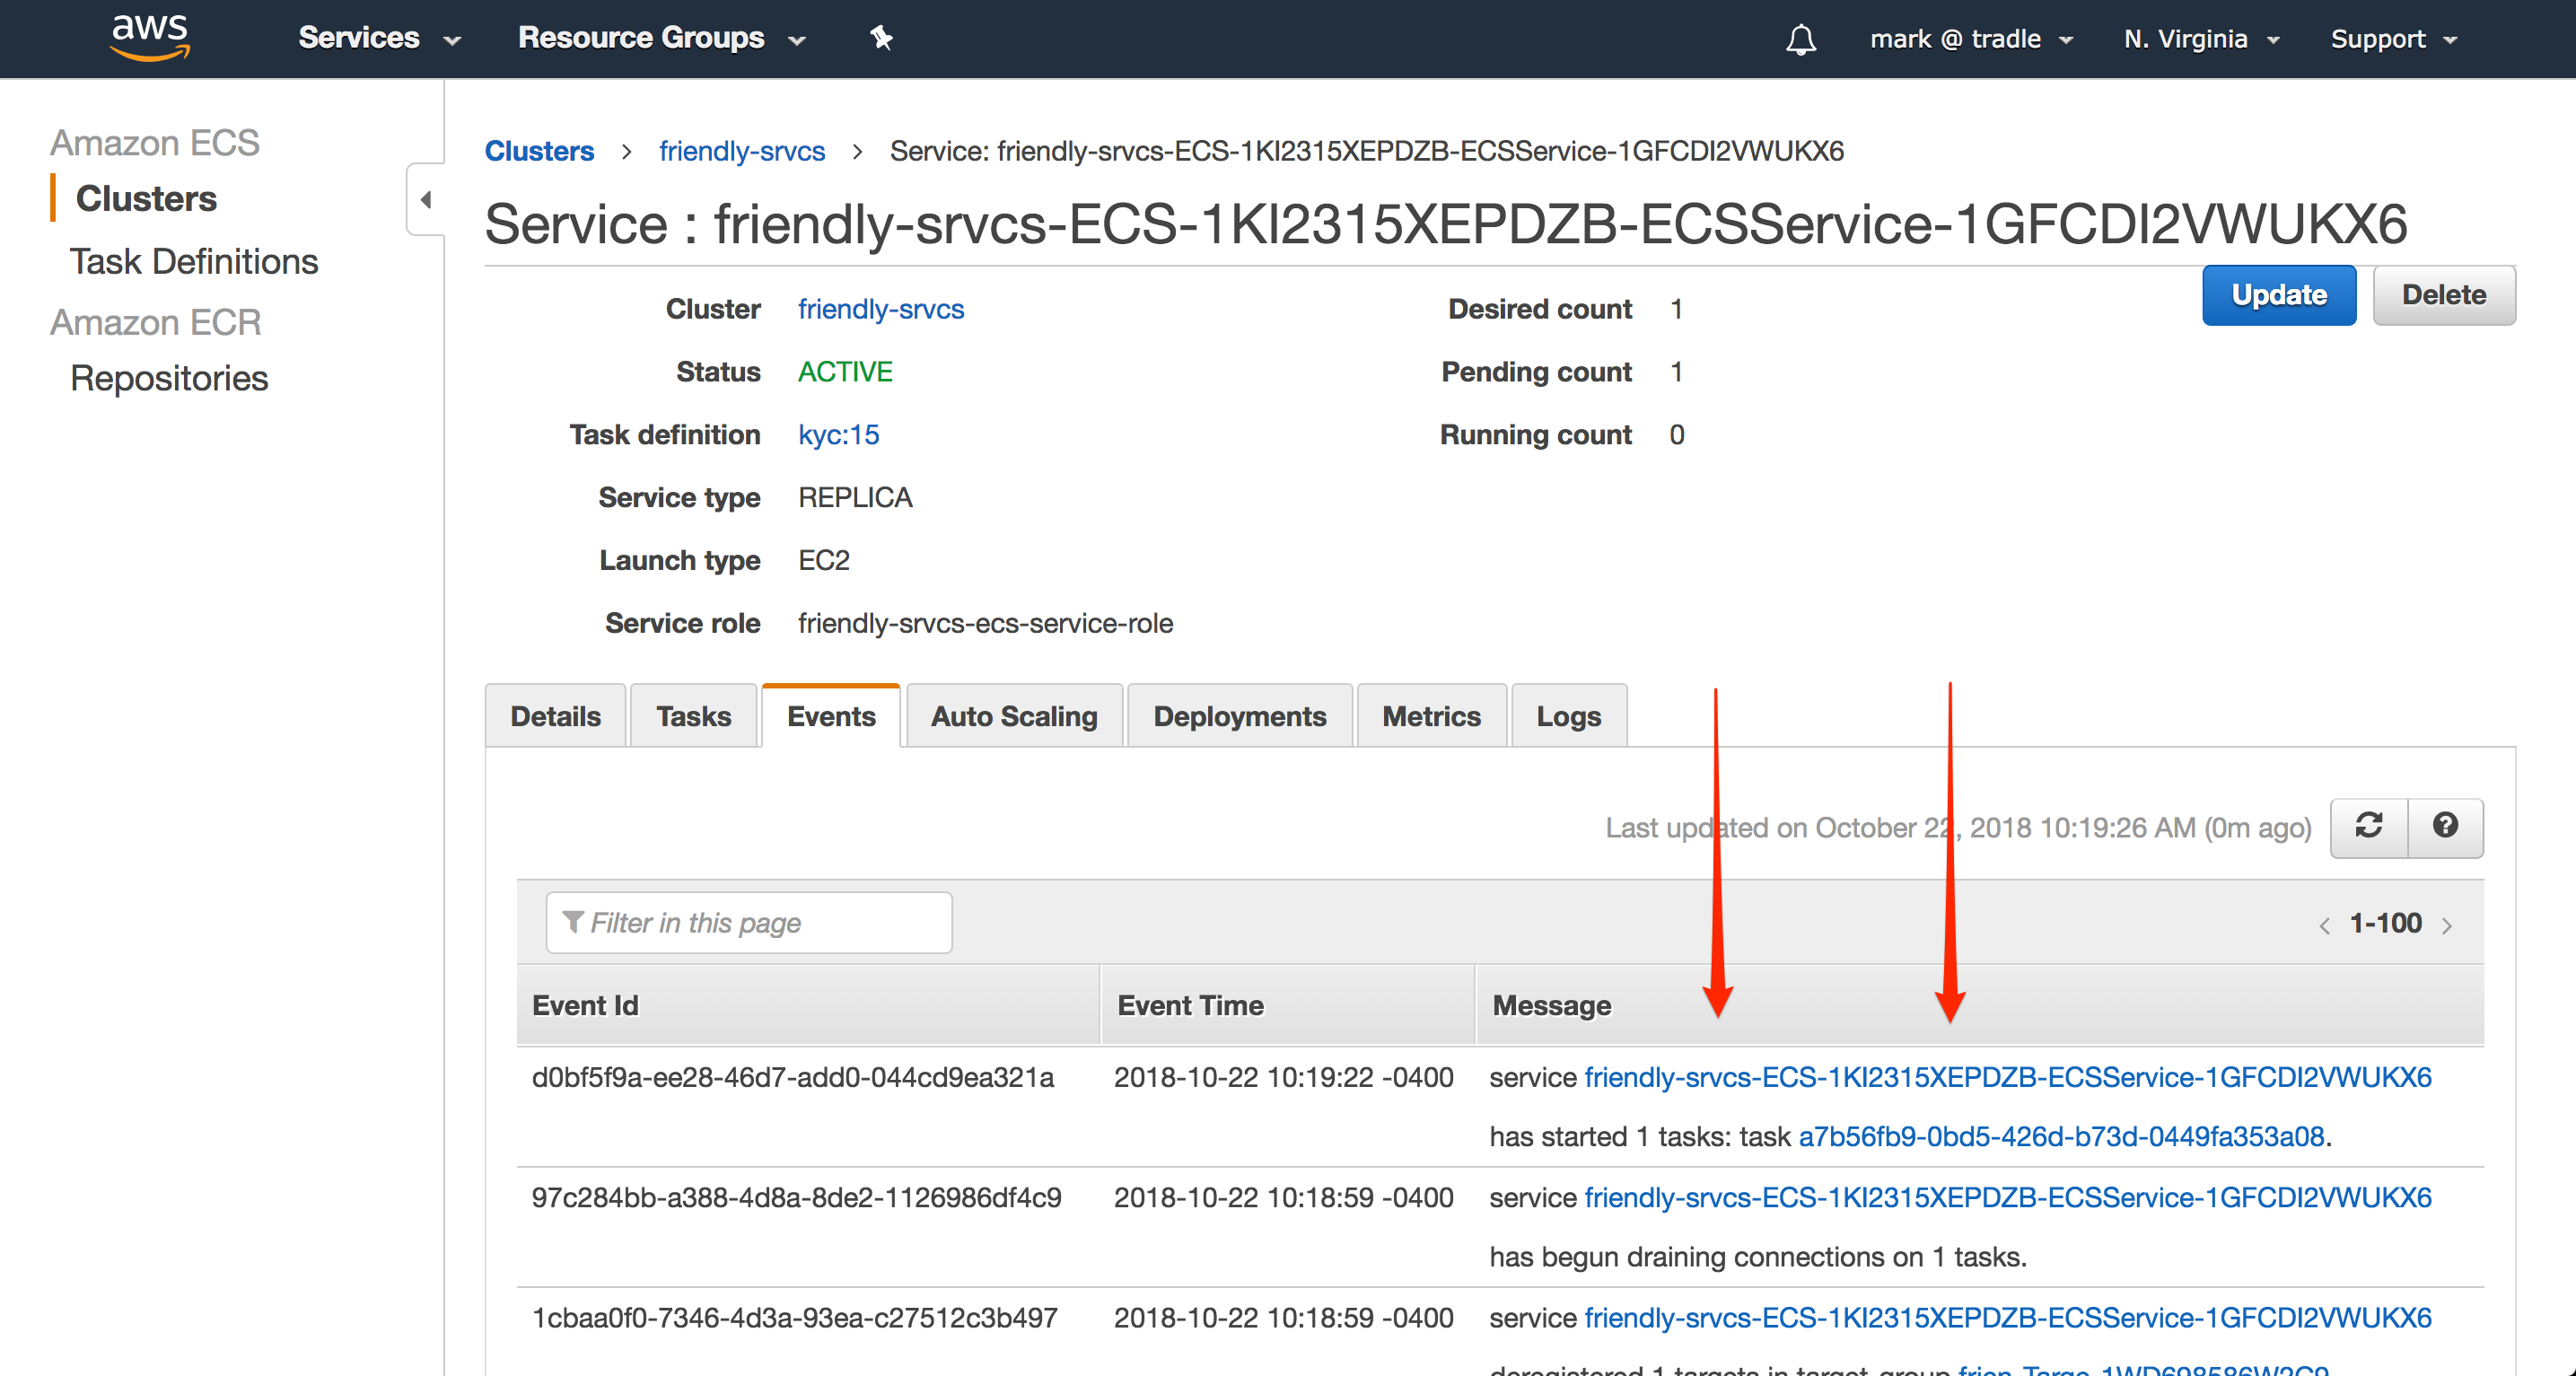 aws Services Resource Groups mark @ tradle N. Virginia Support
Amazon ECS
Clusters
Task Definitions
Amazon ECR
Repositories
Clusters > friendly-srvcs > Service: friendly-srvcs-ECS-1KI2315XEPDZB-ECSService-1GFCDI2VWUKX6
Service : friendly-srvcs-ECS-1KI2315XEPDZB-ECSService-1GFCDI2VWUKX6
Update Delete
Cluster friendly-srvcs Desired count 1
Status ACTIVE Pending count 1
Task definition kyc:15 Running count 0
Service type REPLICA
Launch type EC2
Service role friendly-srvcs-ecs-service-role
Details Tasks Events Auto Scaling Deployments Metrics Logs
Last updated on October 22, 2018 10:19:26 AM (0m ago)
Filter in this page < 1-100 >
Event Id Event Time Message
d0bf5f9a-ee28-46d7-add0-044cd9ea321a 2018-10-22 10:19:22 -0400 service friendly-srvcs-ECS-1KI2315XEPDZB-ECSService-1GFCDI2VWUKX6
has started 1 tasks: task a7b56fb9-0bd5-426d-b73d-0449fa353a08.
97c284bb-a388-4d8a-8de2-1126986df4c9 2018-10-22 10:18:59 -0400 service friendly-srvcs-ECS-1KI2315XEPDZB-ECSService-1GFCDI2VWUKX6
has begun draining connections on 1 tasks.
1cbaa0f0-7346-4d3a-93ea-c27512c3b497 2018-10-22 10:18:59 -0400 service friendly-srvcs-ECS-1KI2315XEPDZB-ECSService-1GFCDI2VWUKX6
deregistered 1 targets in target-group